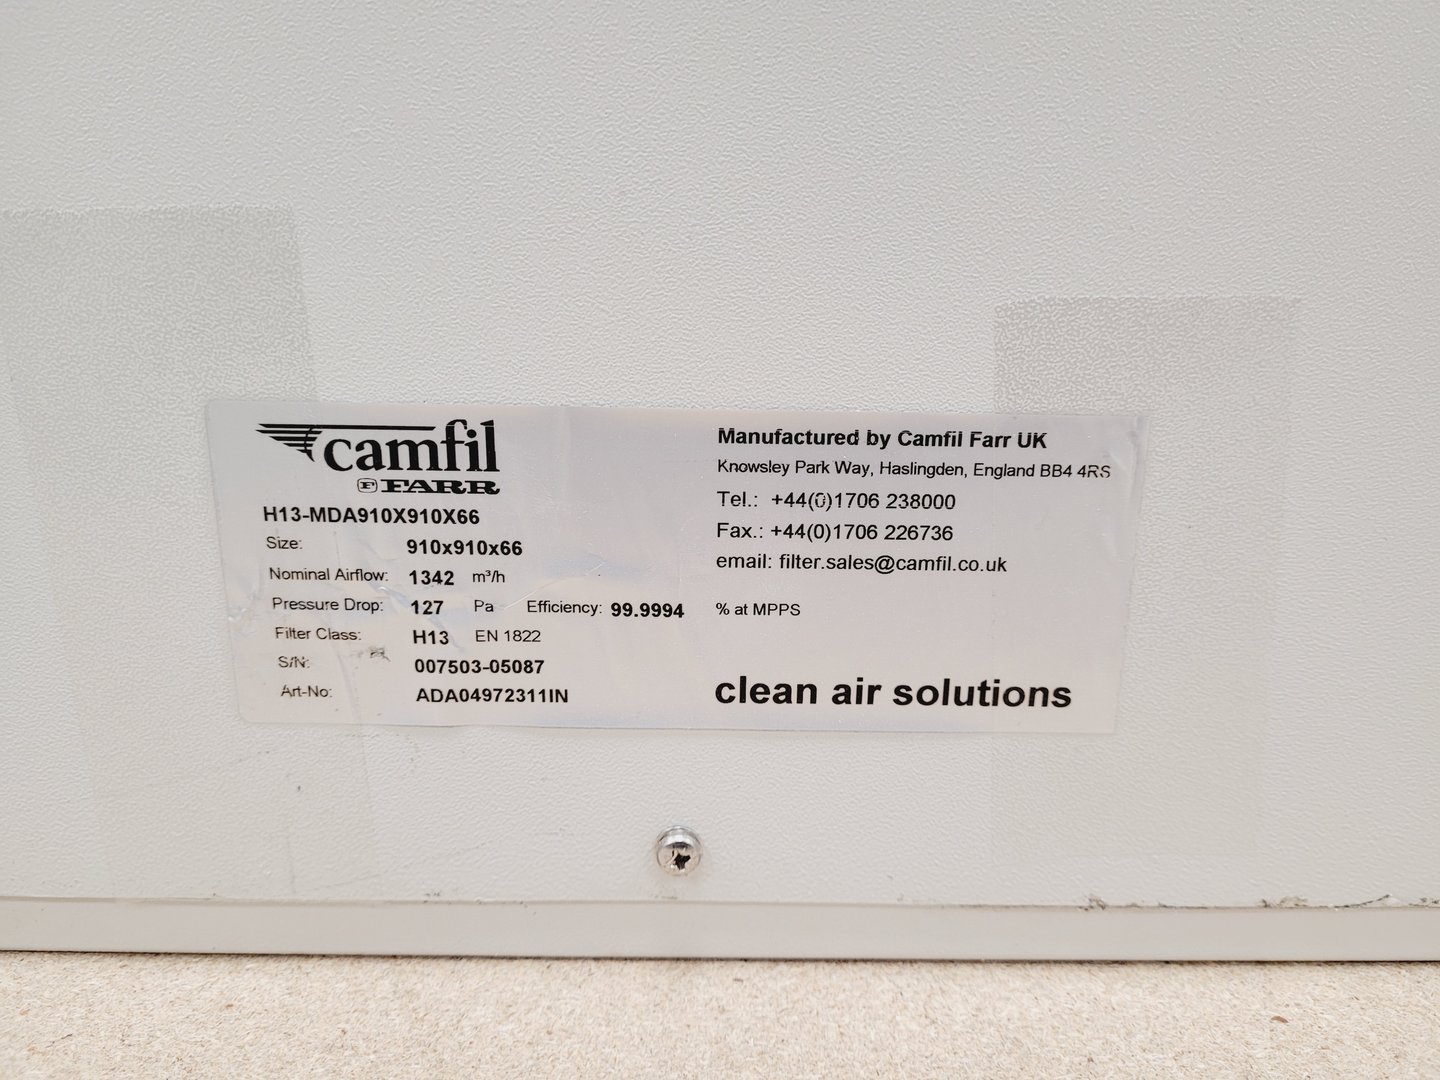 camfil
FARR
H13-MDA910X910X66
Size: 910x910x66
Nominal Airflow: 1342 m³/h
Pressure Drop: 127 Pa Efficiency: 99.9994 % at MPPS
Filter Class: H13 EN 1822
S/N: 007503-05087
Art-No: ADA04972311IN
Manufactured by Camfil Farr UK
Knowsley Park Way, Haslingden, England BB4 4RS
Tel.: +44(0)1706 238000
Fax.: +44(0)1706 226736
email: filter.sales@camfil.co.uk
clean air solutions